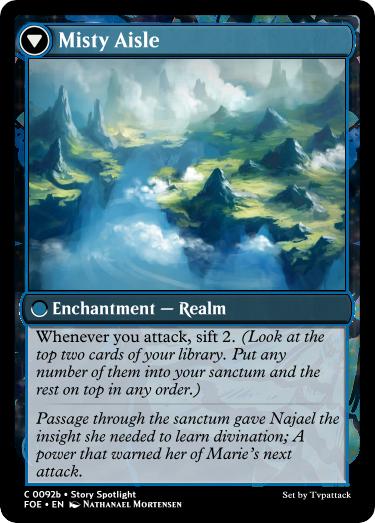 Misty Aisle
Enchantment — Realm
Whenever you attack, sift 2. (Look at the
top two cards of your library. Put any
number of them into your sanctum and the
rest on top in any order.)
Passage through the sanctum gave Najael the
insight she needed to learn divination; A
power that warned her of Marie's next
attack.
C 0092b • Story Spotlight
Set by Tvpattack
FOE • EN Nathanael Mortensen